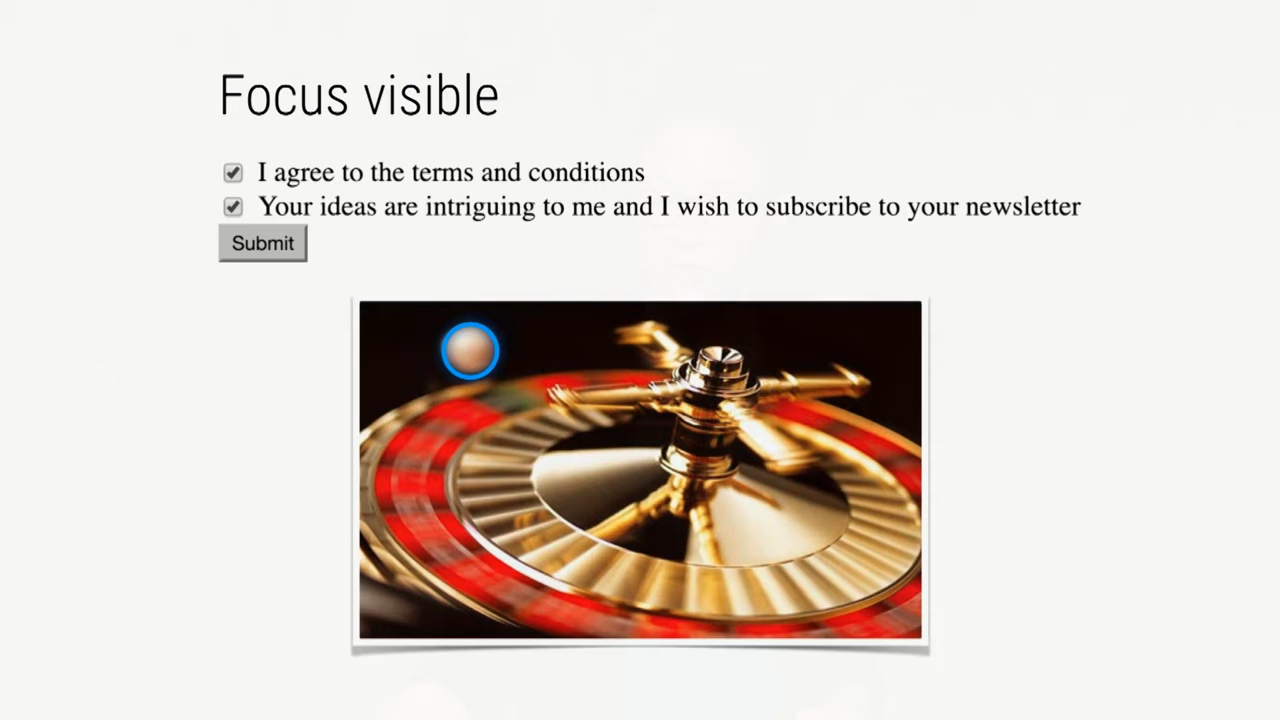 Focus visible
I agree to the terms and conditions
Your ideas are intriguing to me and I wish to subscribe to your newsletter
Submit